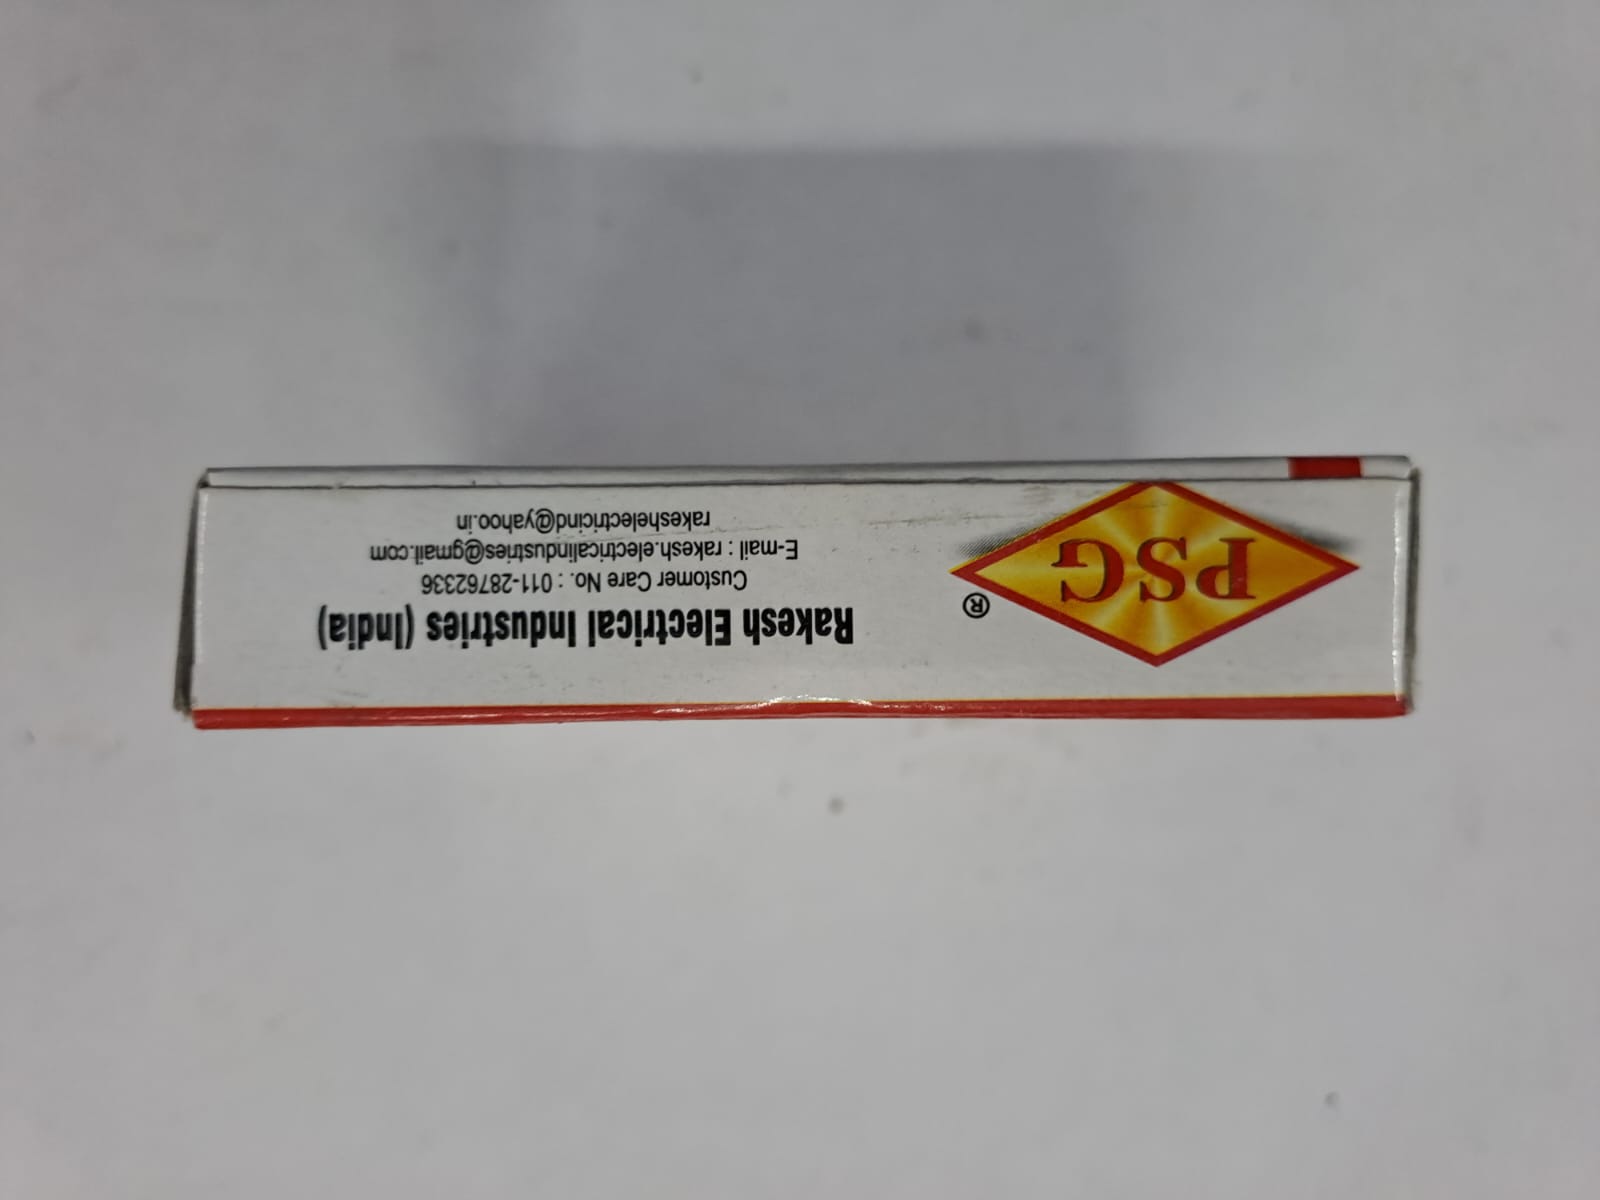 PSG
®
Rakesh Electrical Industries (India)
Customer Care No. : 011-28762336
E-mail : rakesh.electricalindustries@gmail.com
rakeshelectricind@yahoo.in